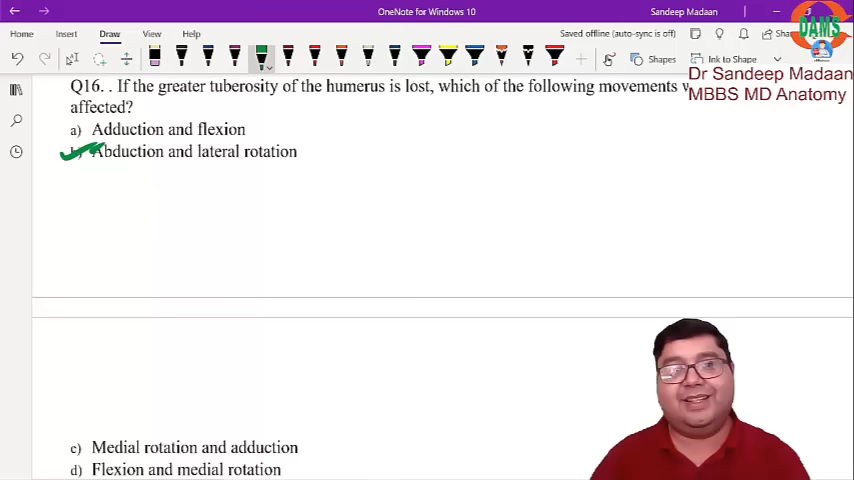 OneNote for Windows 10
Sandeep Madaan
Home Insert Draw View Help
Saved offline (auto-sync is off)
Shapes
Ink to Shape
DAMS
Dr Sandeep Madaan
MBBS MD Anatomy
Q16. . If the greater tuberosity of the humerus is lost, which of the following movements
affected?
a) Adduction and flexion
Abduction and lateral rotation
c) Medial rotation and adduction
d) Flexion and medial rotation